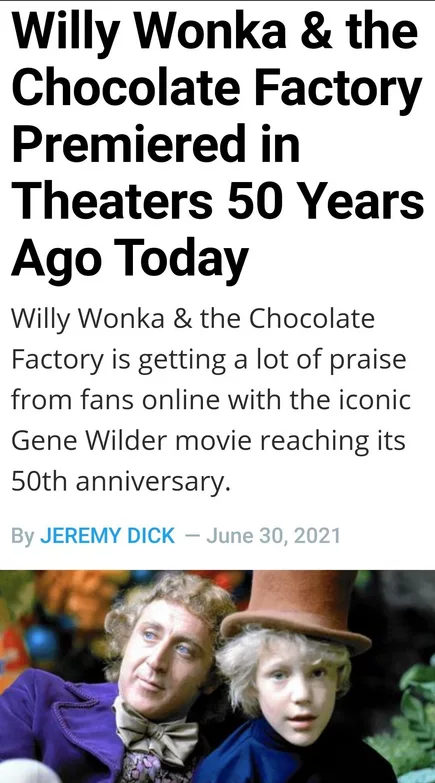 Willy Wonka & the
Chocolate Factory
Premiered in
Theaters 50 Years
Ago Today
Willy Wonka & the Chocolate
Factory is getting a lot of praise
from fans online with the iconic
Gene Wilder movie reaching its
50th anniversary.
By JEREMY DICK — June 30, 2021